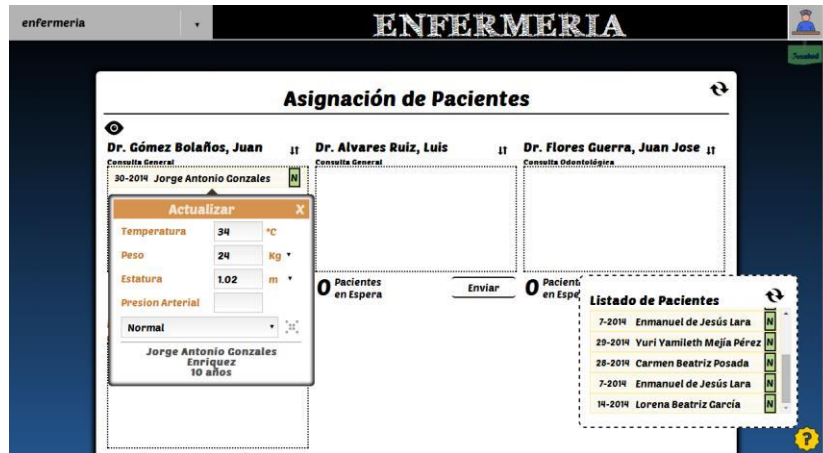 enfermeria
ENFERMERIA
Asignación de Pacientes
Dr. Gómez Bolaños, Juan
Consulta General
30-2014 Jorge Antonio Gonzales N
Dr. Alvares Ruiz, Luis
Consulta General
Dr. Flores Guerra, Juan Jose
Consulta Odontológica
Actualizar X
Temperatura 34 °C
Peso 24 Kg
Estatura 1.02 m
Presion Arterial
Normal
Jorge Antonio Gonzales
Enriquez
10 años
0 Pacientes
en Espera
Enviar
0 Pacient
en Espe
Listado de Pacientes
7-2014 Enmanuel de Jesús Lara N
29-2014 Yuri Yamileth Mejía Pérez N
28-2014 Carmen Beatriz Posada N
7-2014 Enmanuel de Jesús Lara N
14-2014 Lorena Beatriz García N
?